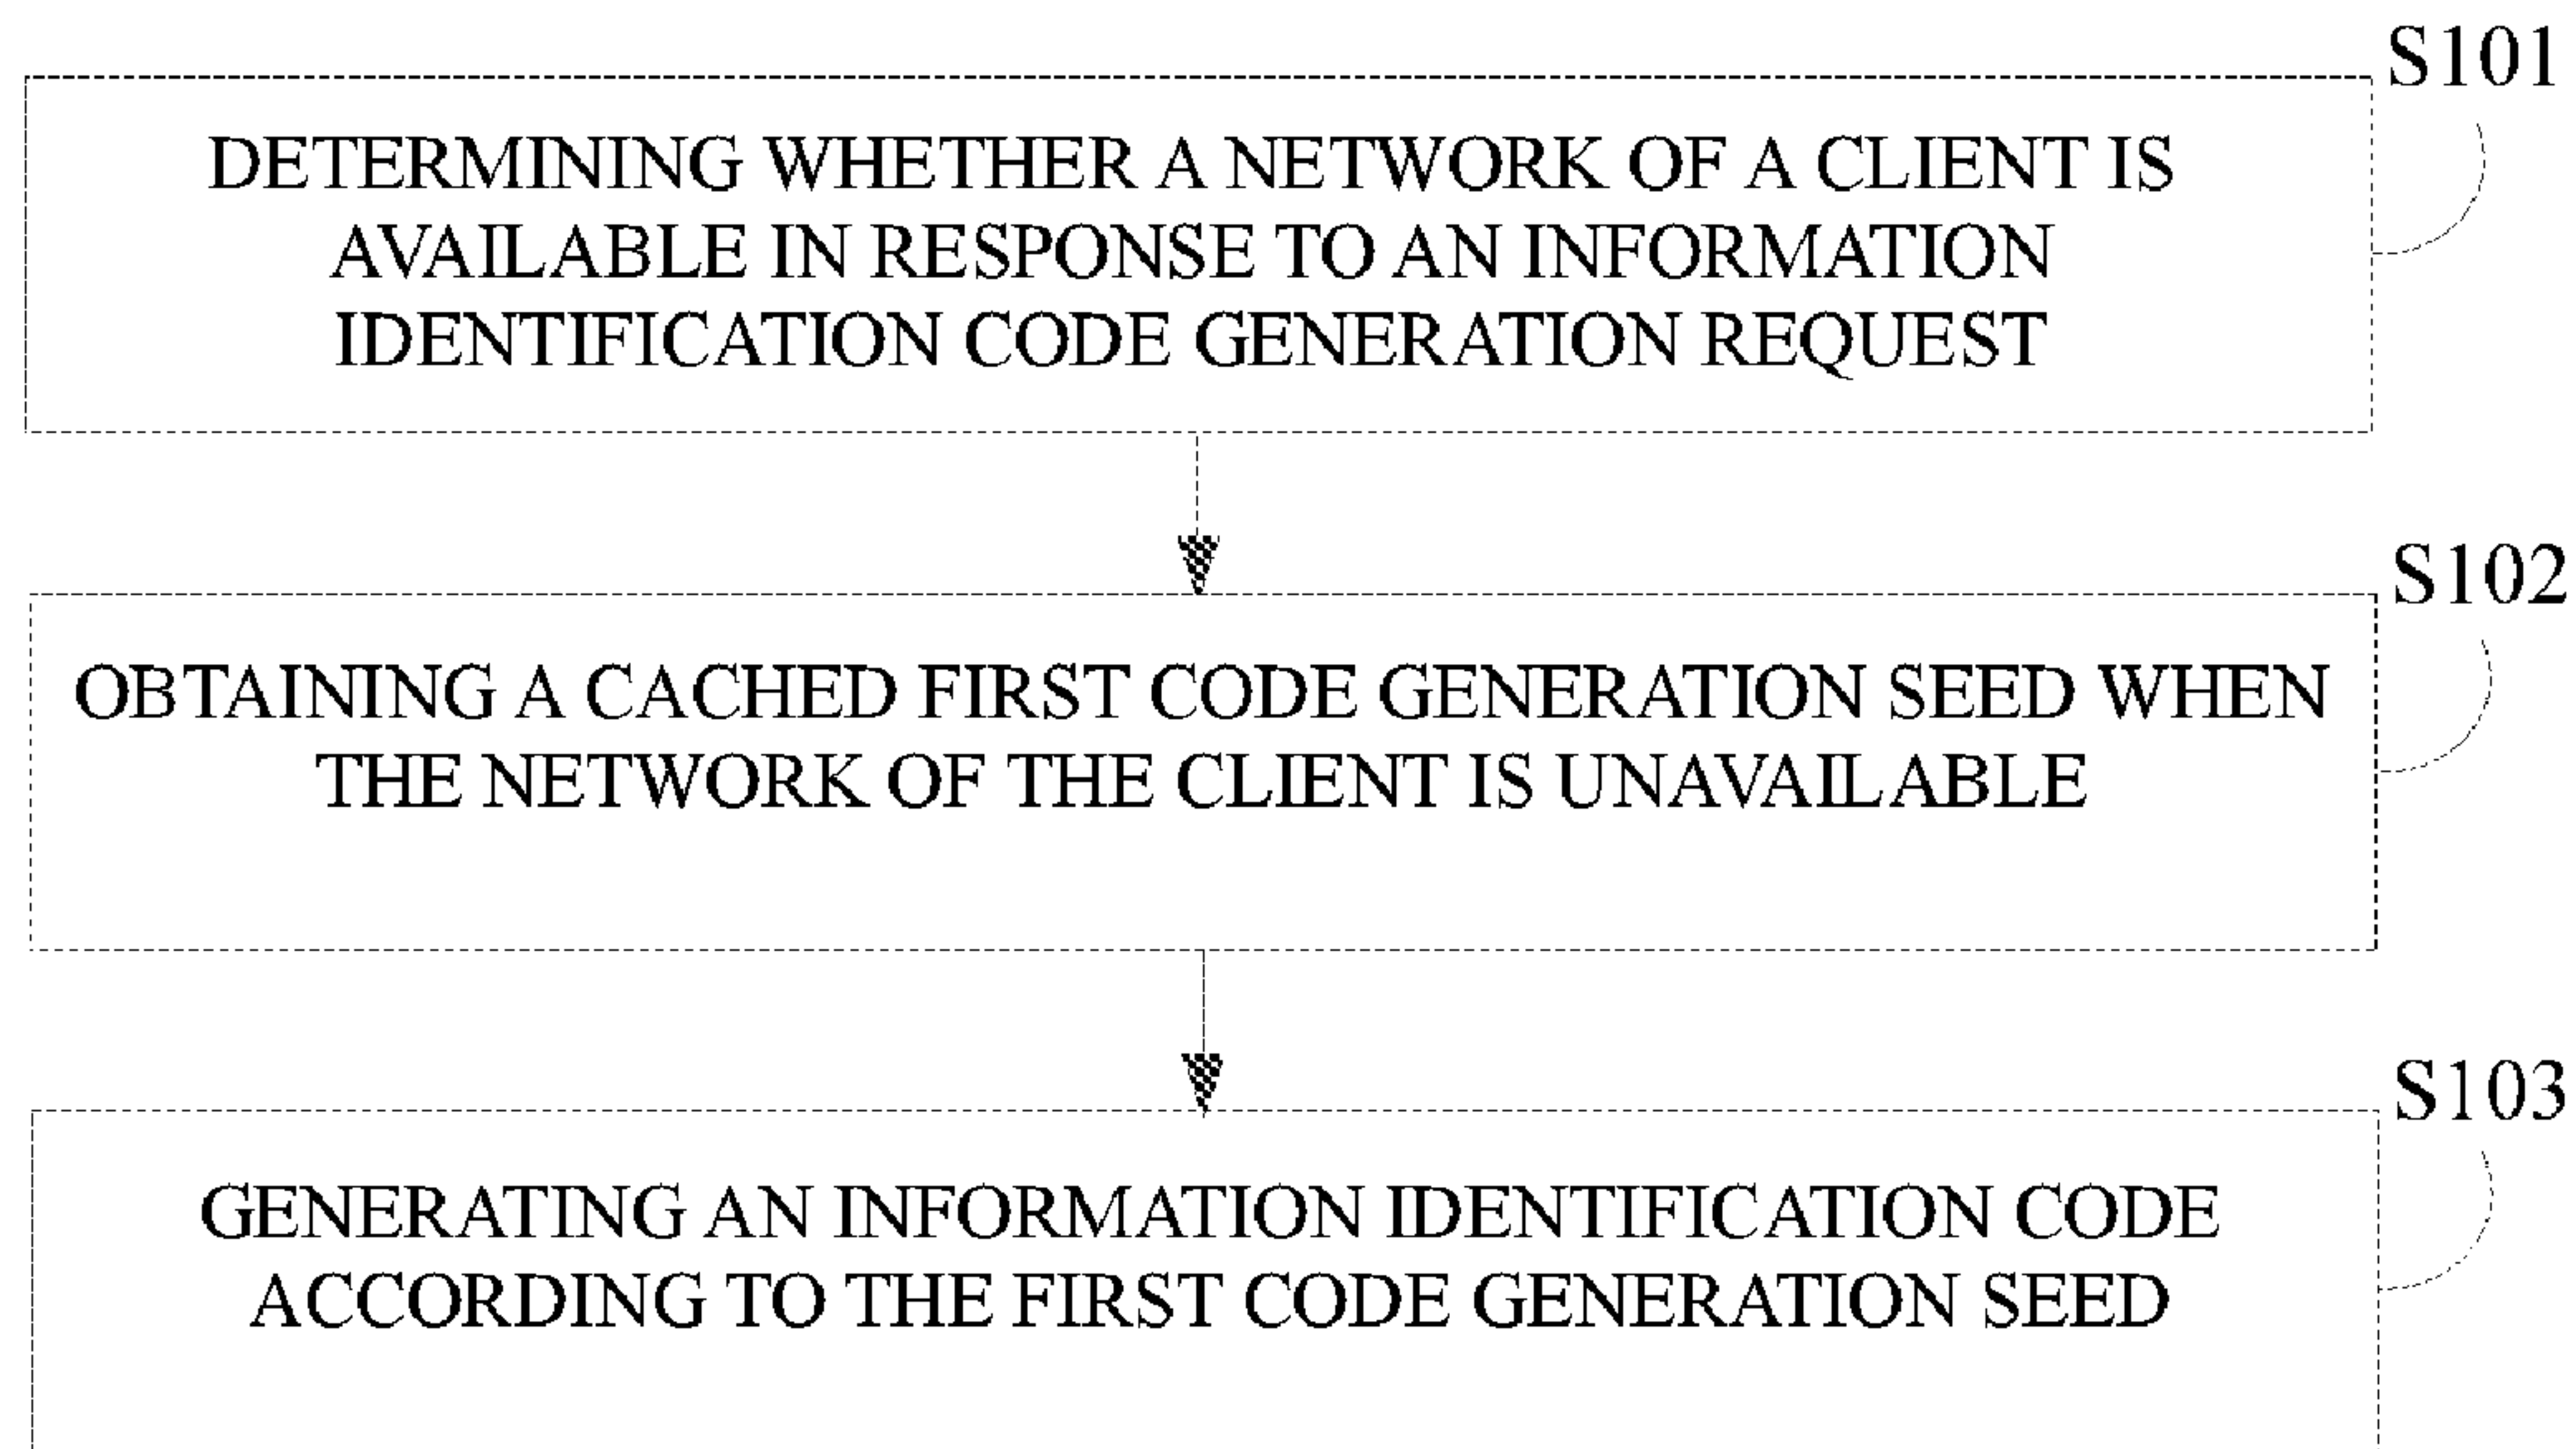 S101
DETERMINING WHETHER A NETWORK OF A CLIENT IS
AVAILABLE IN RESPONSE TO AN INFORMATION
IDENTIFICATION CODE GENERATION REQUEST
S102
OBTAINING A CACHED FIRST CODE GENERATION SEED WHEN
THE NETWORK OF THE CLIENT IS UNAVAILABLE
S103
GENERATING AN INFORMATION IDENTIFICATION CODE
ACCORDING TO THE FIRST CODE GENERATION SEED